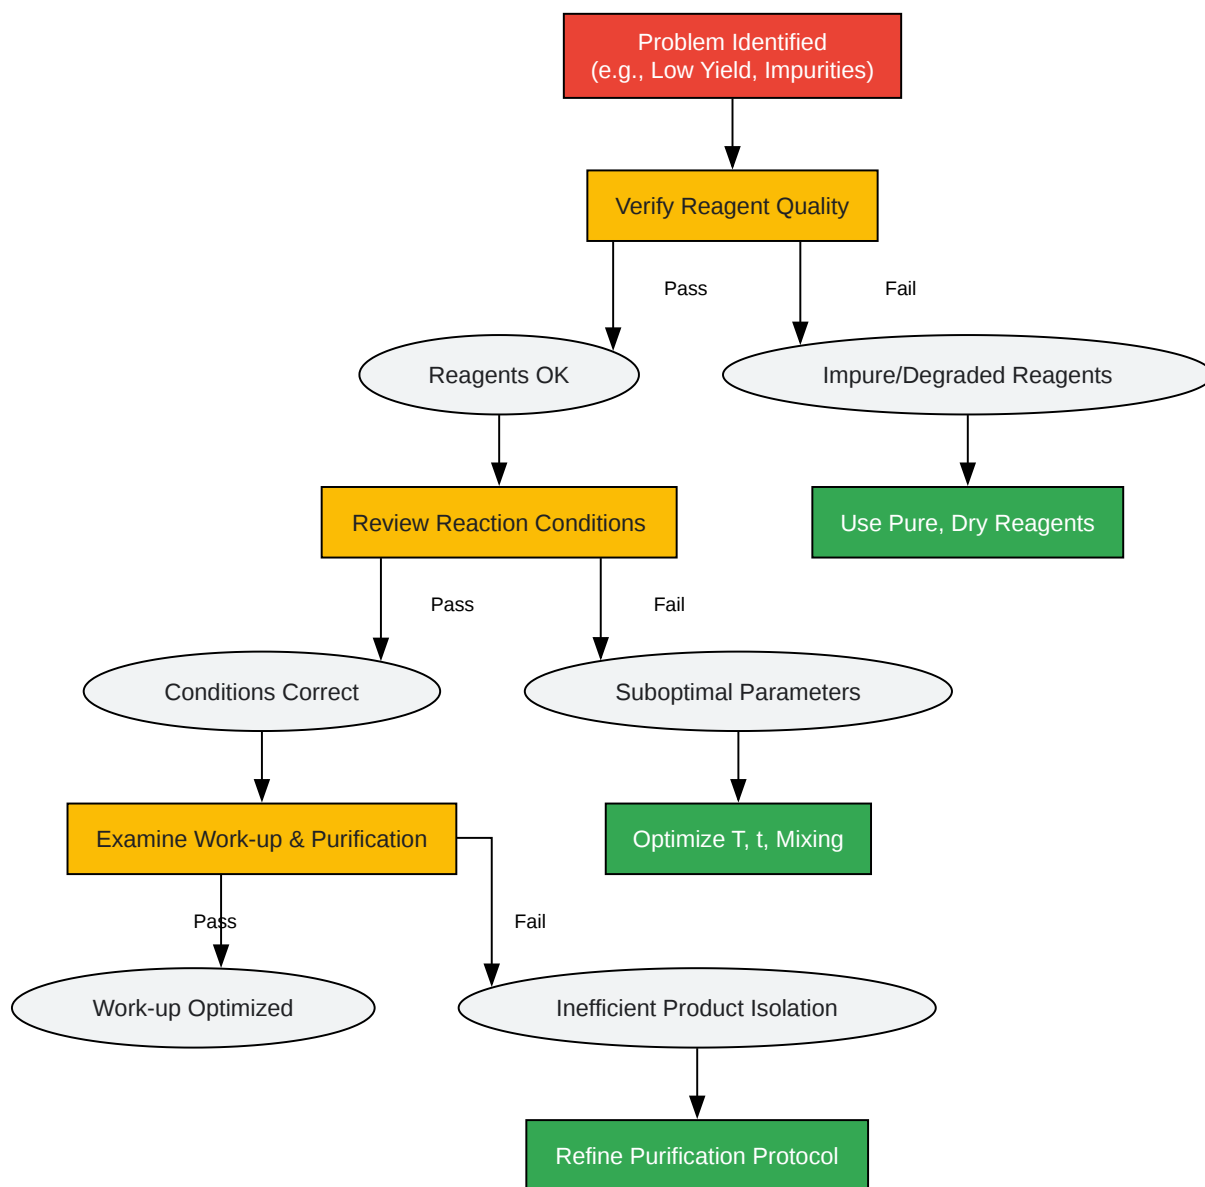 Problem Identified
(e.g., Low Yield, Impurities)
Verify Reagent Quality
Pass
Fail
Reagents OK
Impure/Degraded Reagents
Review Reaction Conditions
Use Pure, Dry Reagents
Pass
Fail
Conditions Correct
Suboptimal Parameters
Examine Work-up & Purification
Optimize T, t, Mixing
Pass
Fail
Work-up Optimized
Inefficient Product Isolation
Refine Purification Protocol